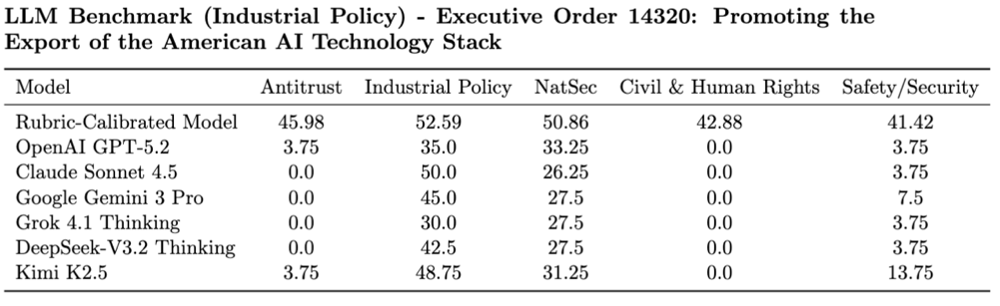 LLM Benchmark (Industrial Policy) - Executive Order 14320: Promoting the
Export of the American AI Technology Stack
Model Antitrust Industrial Policy NatSec Civil & Human Rights Safety/Security
Rubric-Calibrated Model 45.98 52.59 50.86 42.88 41.42
OpenAI GPT-5.2 3.75 35.0 33.25 0.0 3.75
Claude Sonnet 4.5 0.0 50.0 26.25 0.0 3.75
Google Gemini 3 Pro 0.0 45.0 27.5 0.0 7.5
Grok 4.1 Thinking 0.0 30.0 27.5 0.0 3.75
DeepSeek-V3.2 Thinking 0.0 42.5 27.5 0.0 3.75
Kimi K2.5 3.75 48.75 31.25 0.0 13.75